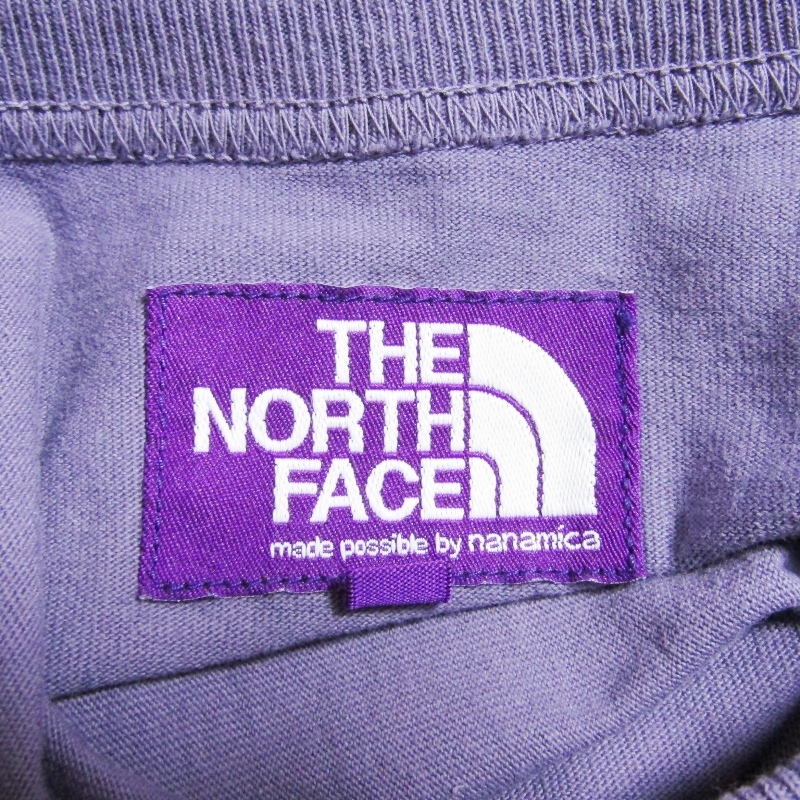 THE
NORTH
FACE
made possible by nanamica